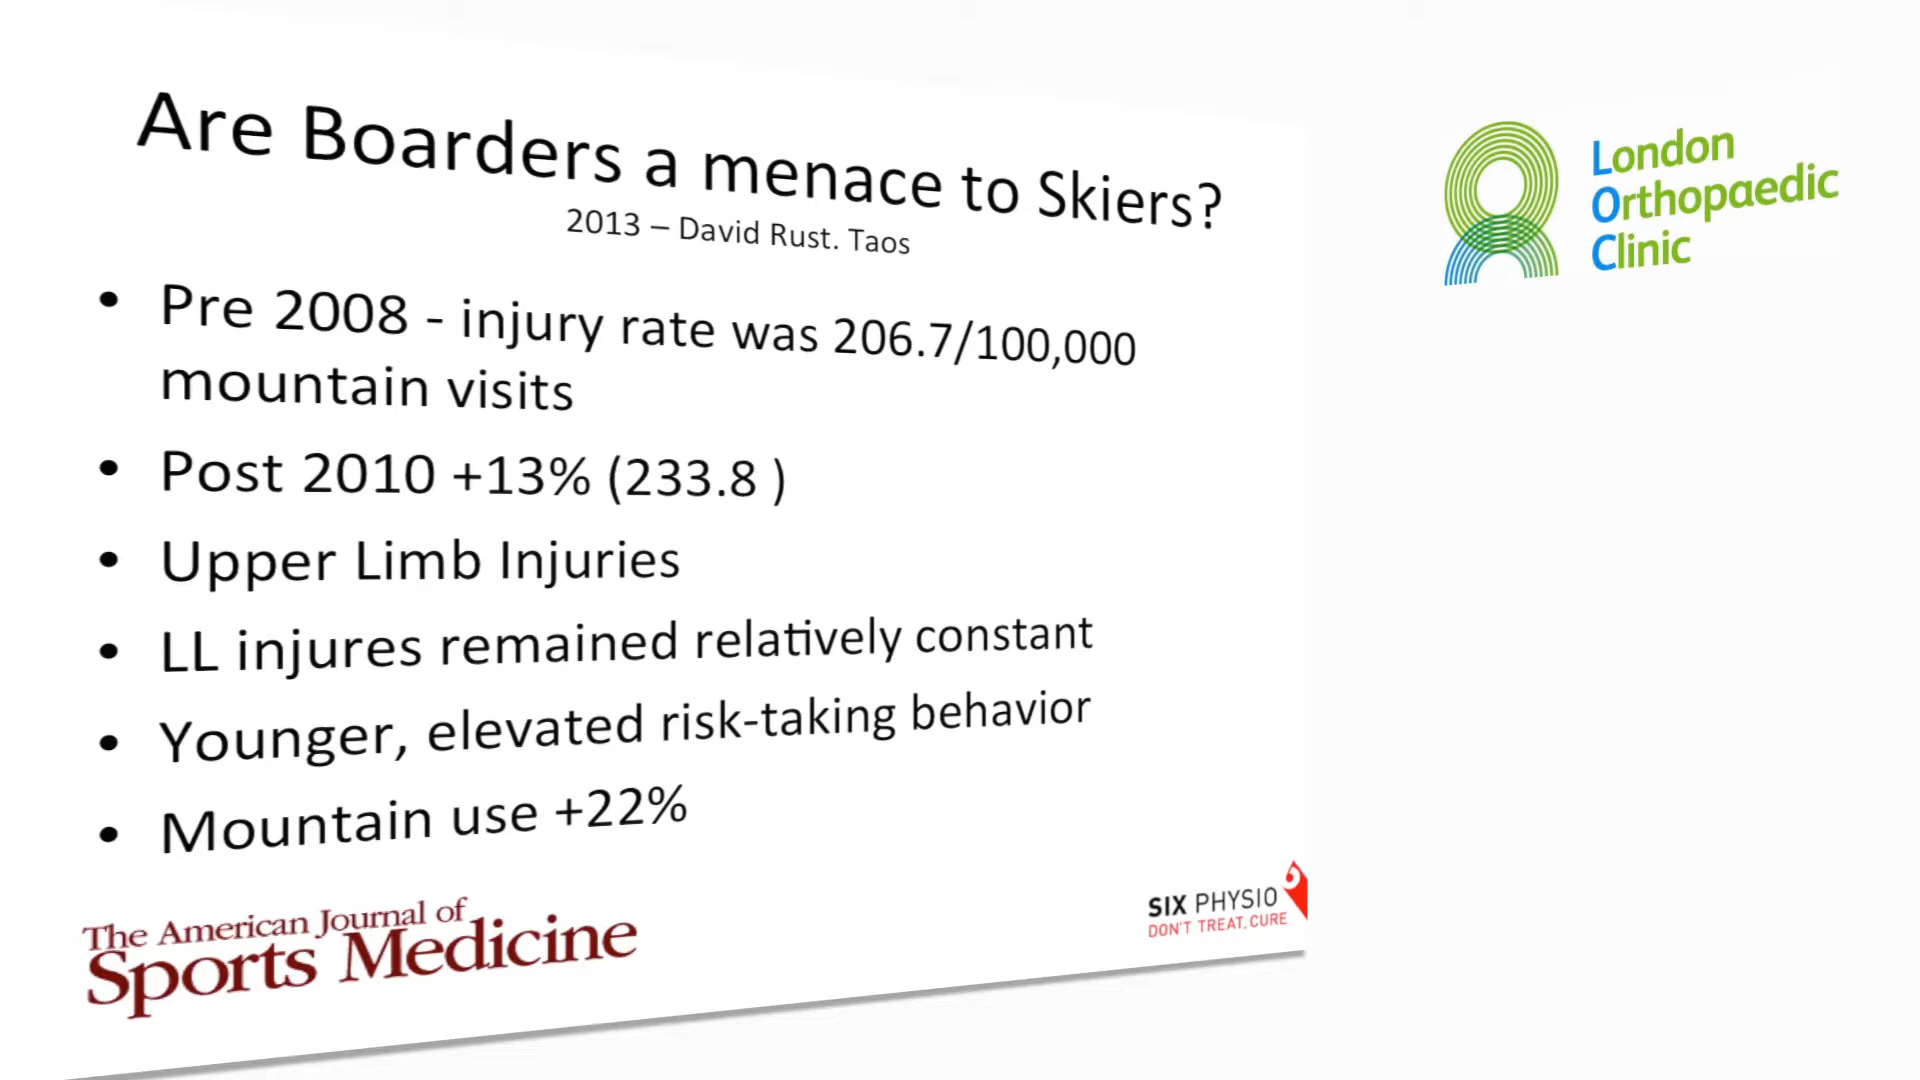 Are Boarders a menace to Skiers?
2013 – David Rust. Taos
• Pre 2008 - injury rate was 206.7/100,000
mountain visits
• Post 2010 +13% (233.8 )
• Upper Limb Injuries
• LL injures remained relatively constant
• Younger, elevated risk-taking behavior
• Mountain use +22%
The American Journal of
Sports Medicine
SIX PHYSIO
DON'T TREAT, CURE
London
Orthopaedic
Clinic